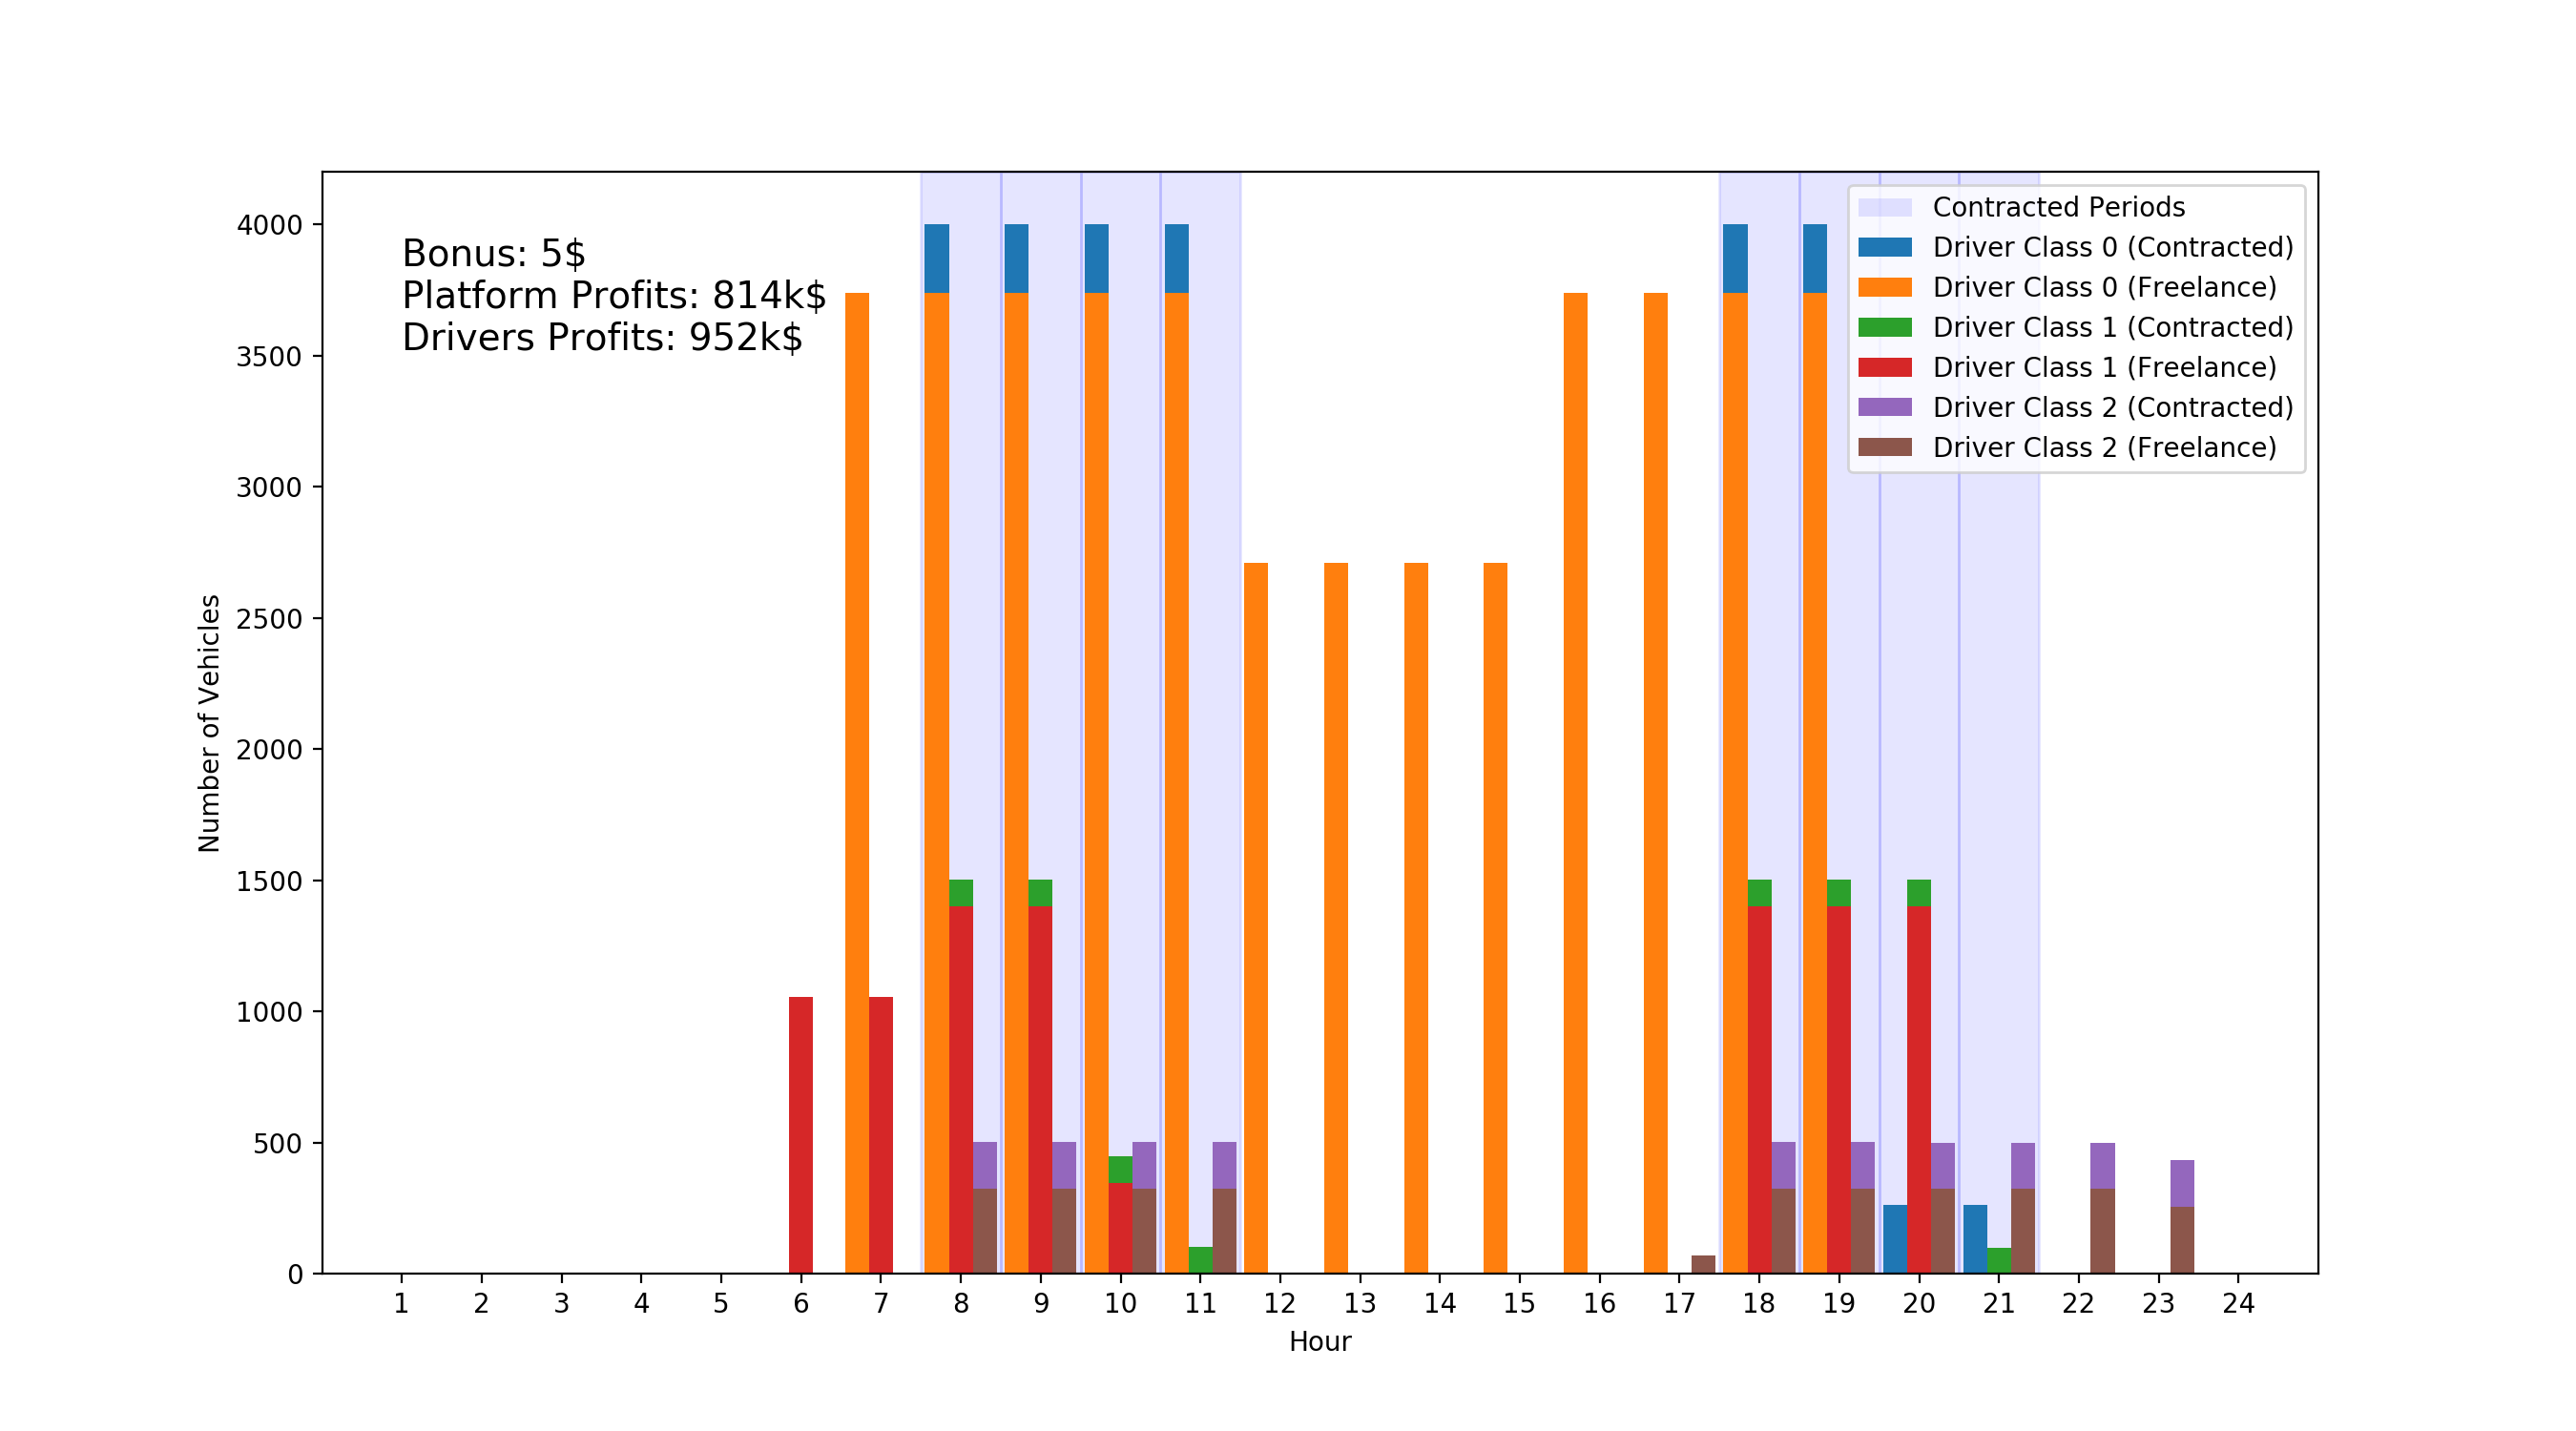 Bonus: 5$
Platform Profits: 814k$
Drivers Profits: 952k$
Contracted Periods
Driver Class 0 (Contracted)
Driver Class 0 (Freelance)
Driver Class 1 (Contracted)
Driver Class 1 (Freelance)
Driver Class 2 (Contracted)
Driver Class 2 (Freelance)
Number of Vehicles
4000
3500
3000
2500
2000
1500
1000
500
0
1 2 3 4 5 6 7 8 9 10 11 12 13 14 15 16 17 18 19 20 21 22 23 24
Hour